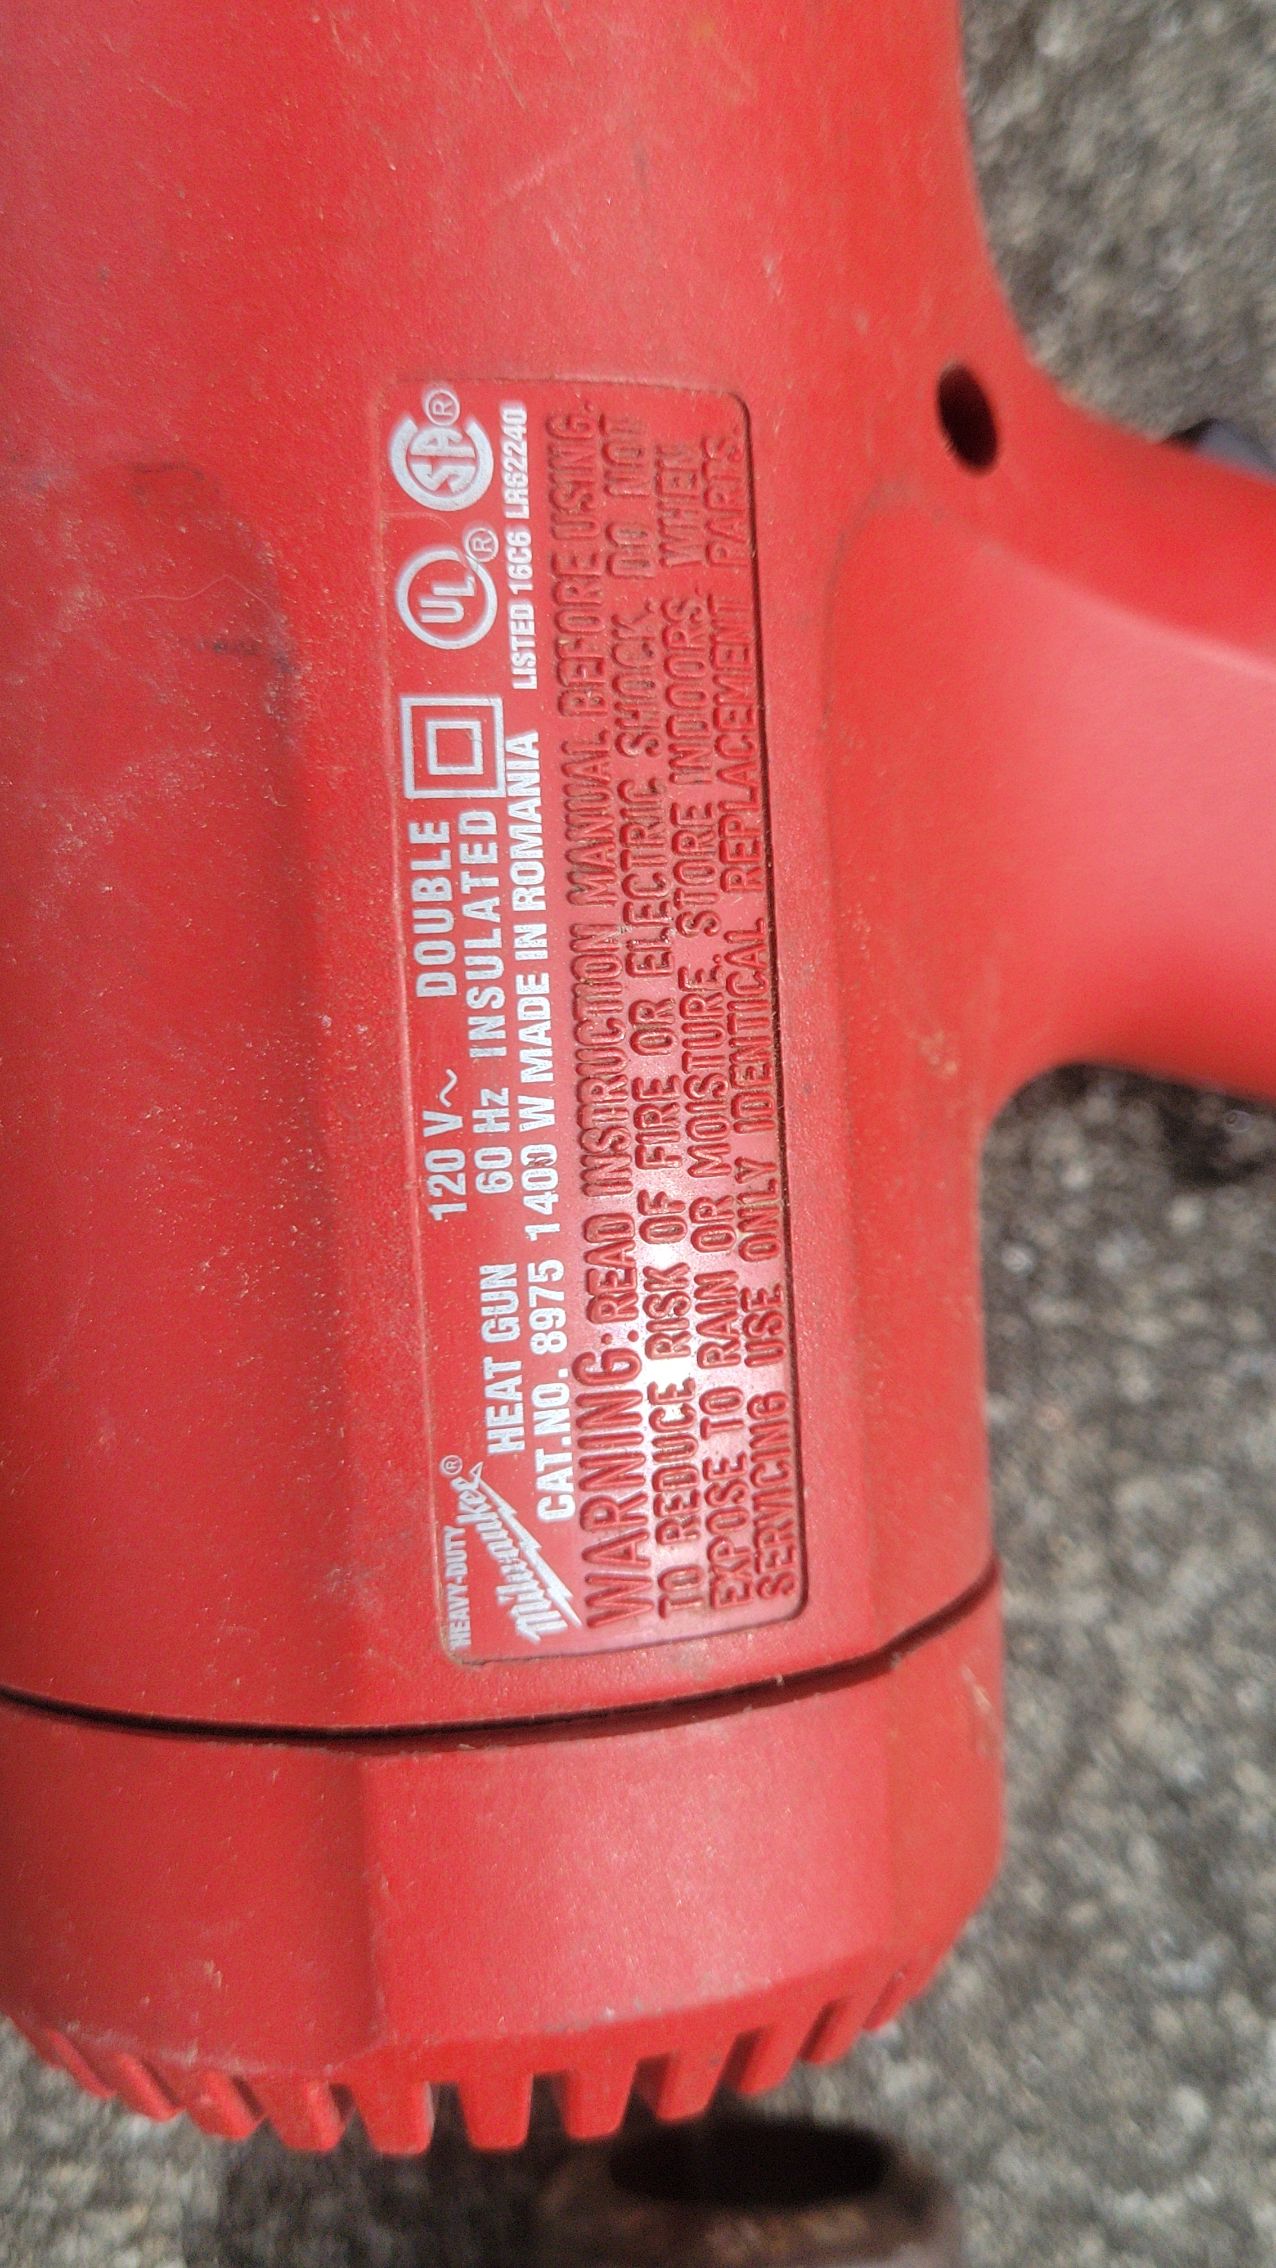 HEAVY-DUTY
Milwaukee®
HEAT GUN
CAT.NO. 8975
120 V~
60 Hz
1400 W
DOUBLE
INSULATED
MADE IN ROMANIA
UL®
SA®
LISTED 16C6 LR62240
WARNING: READ INSTRUCTION MANUAL BEFORE USING.
TO REDUCE RISK OF FIRE OR ELECTRIC SHOCK, DO NOT
EXPOSE TO RAIN OR MOISTURE. STORE INDOORS. WHEN
SERVICING USE ONLY IDENTICAL REPLACEMENT PARTS.